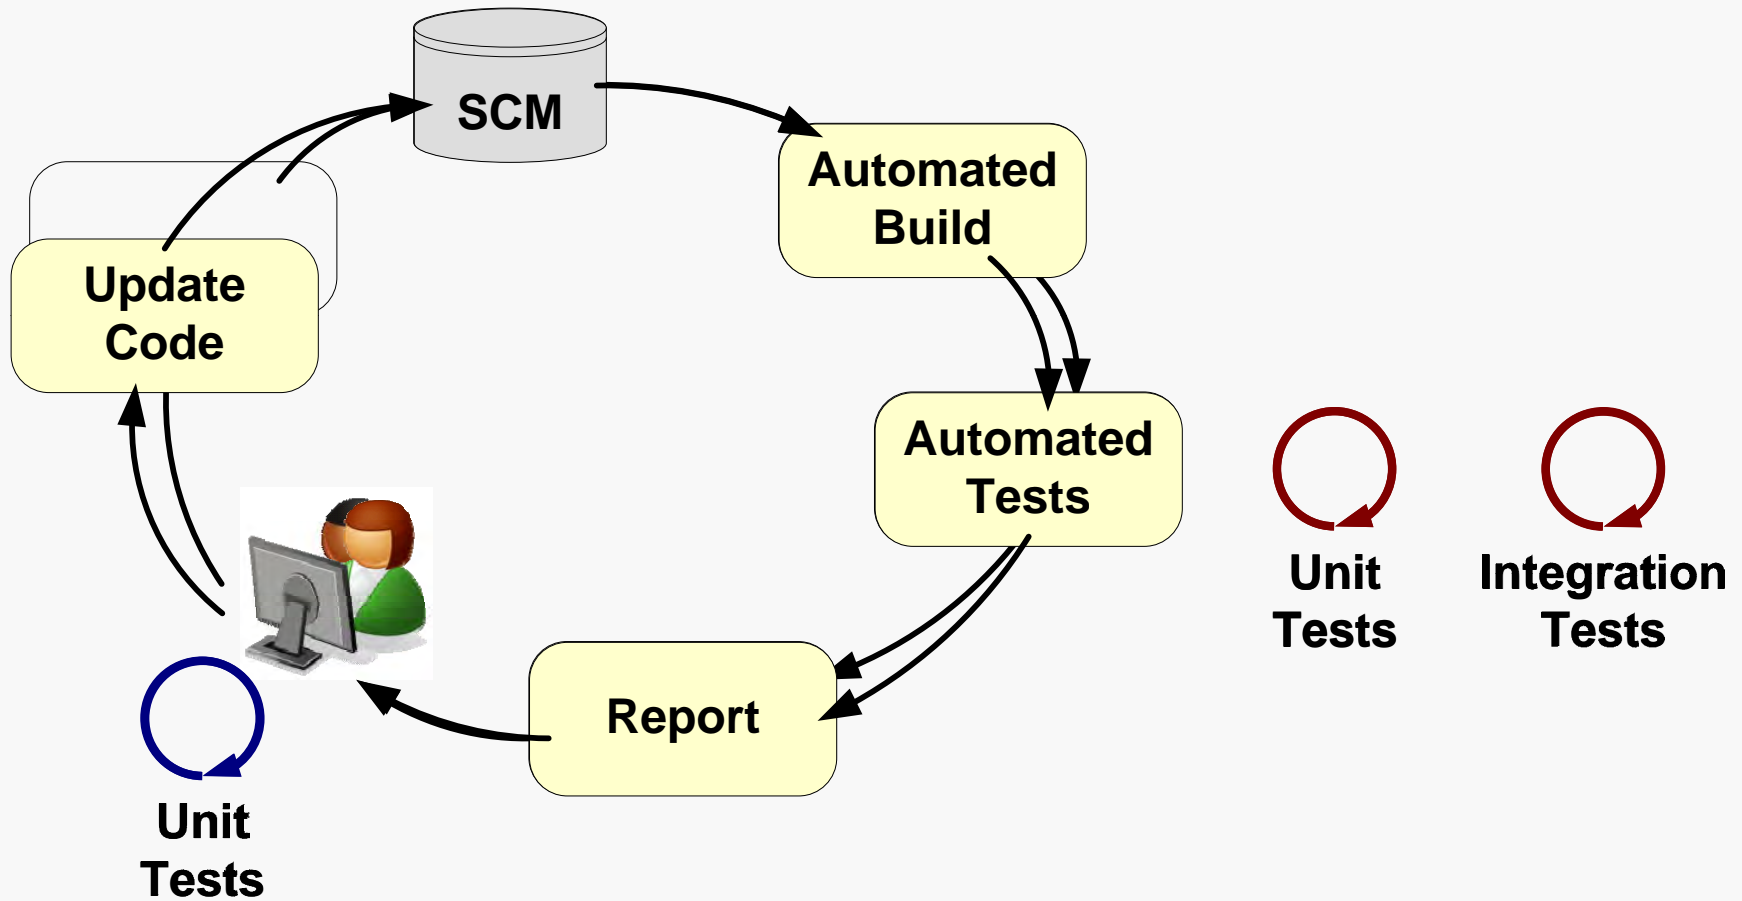 SCM
Automated
Build
Update
Code
Automated
Tests
Unit
Tests
Integration
Tests
Report
Unit
Tests